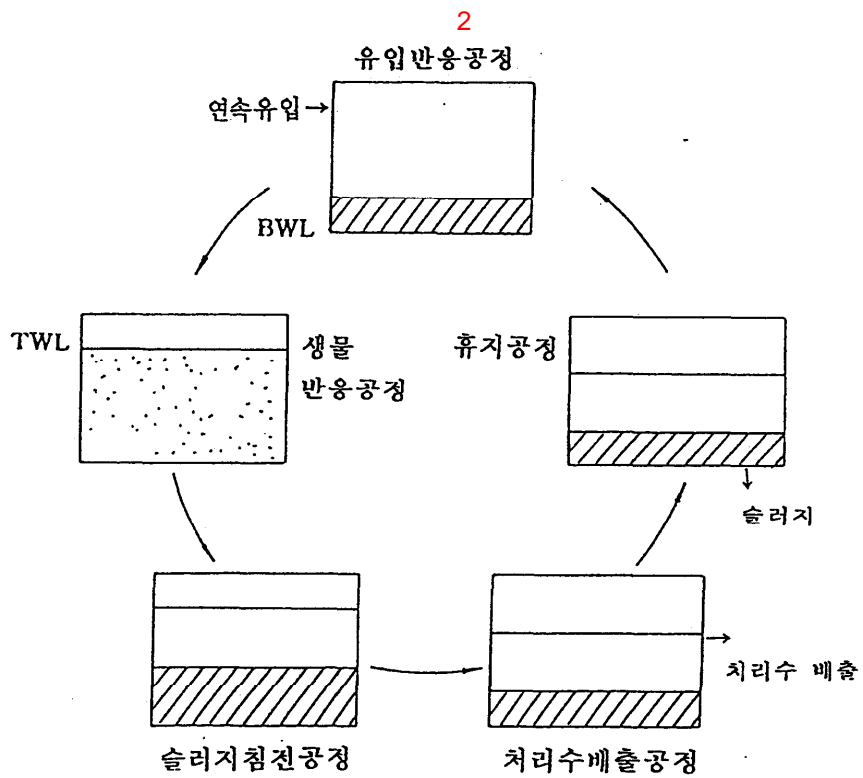 2
유입반응공정
연속유입→
BWL
TWL
생물
반응공정
휴지공정
슬러지
처리수 배출
슬러지침전공정
처리수배출공정